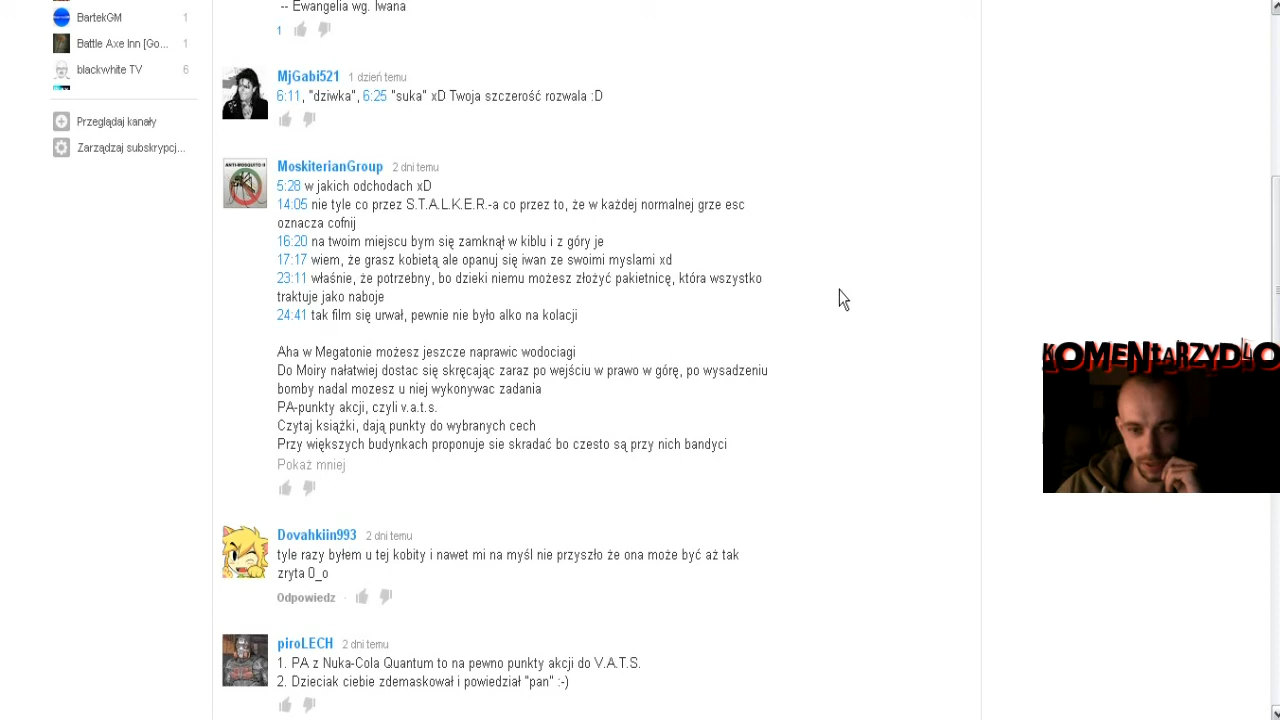 -- Ewangelia wg. Iwana
1
BartekGM 1
Battle Axe Inn [Go... 1
blackwhite TV 6
Przeglądaj kanały
Zarządzaj subskrypcj...
MjGabi521 1 dzień temu
6:11, "dziwka", 6:25 "suka" xD Twoja szczerość rozwala :D
ANTI-MOSQUITO II
MoskiterianGroup 2 dni temu
5:28 w jakich odchodach xD
14:05 nie tyle co przez S.T.A.L.K.E.R.-a co przez to, że w każdej normalnej grze esc
oznacza cofnij
16:20 na twoim miejscu bym się zamknął w kiblu i z góry je
17:17 wiem, że grasz kobietą ale opanuj się iwan ze swoimi myslami xd
23:11 właśnie, że potrzebny, bo dzieki niemu możesz złożyć pakietnicę, która wszystko
traktuje jako naboje
24:41 tak film się urwał, pewnie nie było alko na kolacji
Aha w Megatonie możesz jeszcze naprawic wodociagi
Do Moiry nałatwiej dostac się skręcając zaraz po wejściu w prawo w górę, po wysadzeniu
bomby nadal mozesz u niej wykonywac zadania
PA-punkty akcji, czyli v.a.t.s.
Czytaj książki, dają punkty do wybranych cech
Przy większych budynkach proponuje sie skradać bo czesto są przy nich bandyci
Pokaż mniej
KOMENtARZYDŁO
Dovahkiin993 2 dni temu
tyle razy byłem u tej kobity i nawet mi na myśl nie przyszło że ona może być aż tak
zryta O_o
Odpowiedz ·
piroLECH 2 dni temu
1. PA z Nuka-Cola Quantum to na pewno punkty akcji do V.A.T.S.
2. Dzieciak ciebie zdemaskował i powiedział "pan" :-)